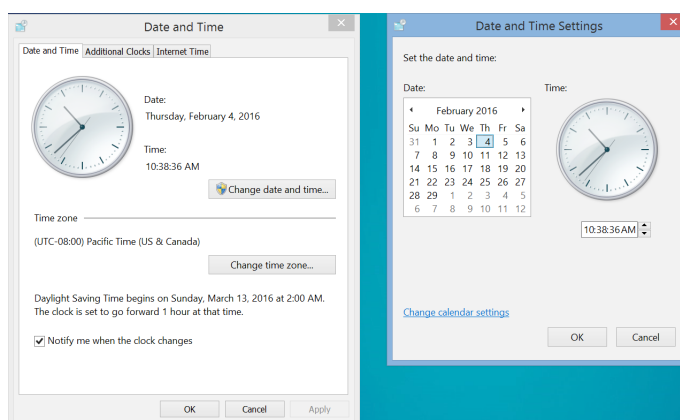 Date and Time
Date and Time Additional Clocks Internet Time
Date:
Thursday, February 4, 2016
Time:
10:38:36 AM
Change date and time...
Time zone
(UTC-08:00) Pacific Time (US & Canada)
Change time zone...
Daylight Saving Time begins on Sunday, March 13, 2016 at 2:00 AM.
The clock is set to go forward 1 hour at that time.
Notify me when the clock changes
OK Cancel Apply
Date and Time Settings
Set the date and time:
Date: Time:
February 2016
Su Mo Tu We Th Fr Sa
31 1 2 3 4 5 6
7 8 9 10 11 12 13
14 15 16 17 18 19 20
21 22 23 24 25 26 27
28 29 1 2 3 4 5
6 7 8 9 10 11 12
10:38:36 AM
Change calendar settings
OK Cancel